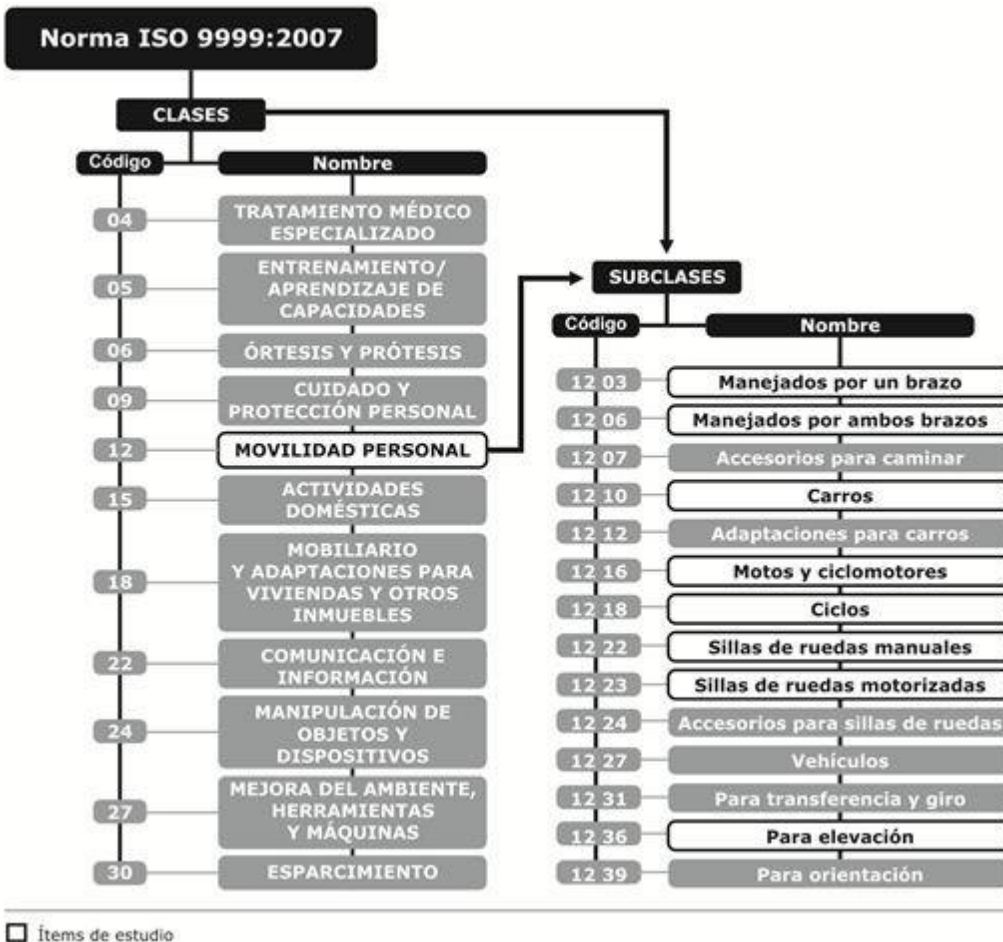 Norma ISO 9999:2007
CLASES
Código
Nombre
04
TRATAMIENTO MÉDICO
ESPECIALIZADO
05
ENTRENAMIENTO/
APRENDIZAJE DE
CAPACIDADES
06
ÓRTESIS Y PRÓTESIS
09
CUIDADO Y
PROTECCIÓN PERSONAL
12
MOVILIDAD PERSONAL
15
ACTIVIDADES
DOMÉSTICAS
18
MOBILIARIO
Y ADAPTACIONES PARA
VIVIENDAS Y OTROS
INMUEBLES
22
COMUNICACIÓN E
INFORMACIÓN
24
MANIPULACIÓN DE
OBJETOS Y
DISPOSITIVOS
27
MEJORA DEL AMBIENTE,
HERRAMIENTAS
Y MÁQUINAS
30
ESPARCIMIENTO
SUBCLASES
Código
Nombre
12 03
Manejados por un brazo
12 06
Manejados por ambos brazos
12 07
Accesorios para caminar
12 10
Carros
12 12
Adaptaciones para carros
12 16
Motos y ciclomotores
12 18
Ciclos
12 22
Sillas de ruedas manuales
12 23
Sillas de ruedas motorizadas
12 24
Accesorios para sillas de ruedas
12 27
Vehículos
12 31
Para transferencia y giro
12 36
Para elevación
12 39
Para orientación
Ítems de estudio